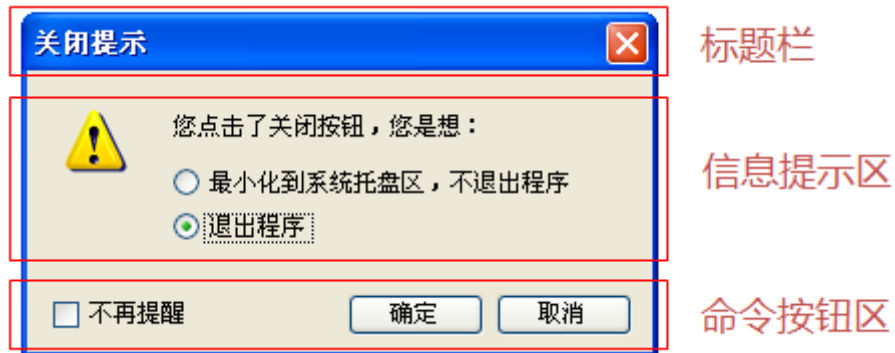 关闭提示
标题栏
您点击了关闭按钮，您是想：
最小化到系统托盘区，不退出程序
信息提示区
退出程序
不再提醒 确定 取消
命令按钮区